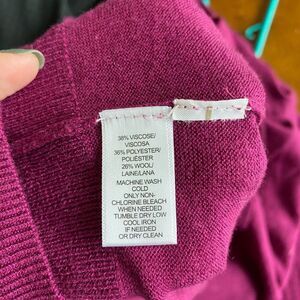 38% VISCOSE/
VISCOSA
36% POLYESTER/
POLIÉSTER
26% WOOL/
LAINE/LANA
MACHINE WASH
COLD
ONLY NON-
CHLORINE BLEACH
WHEN NEEDED
TUMBLE DRY LOW
COOL IRON
IF NEEDED
OR DRY CLEAN